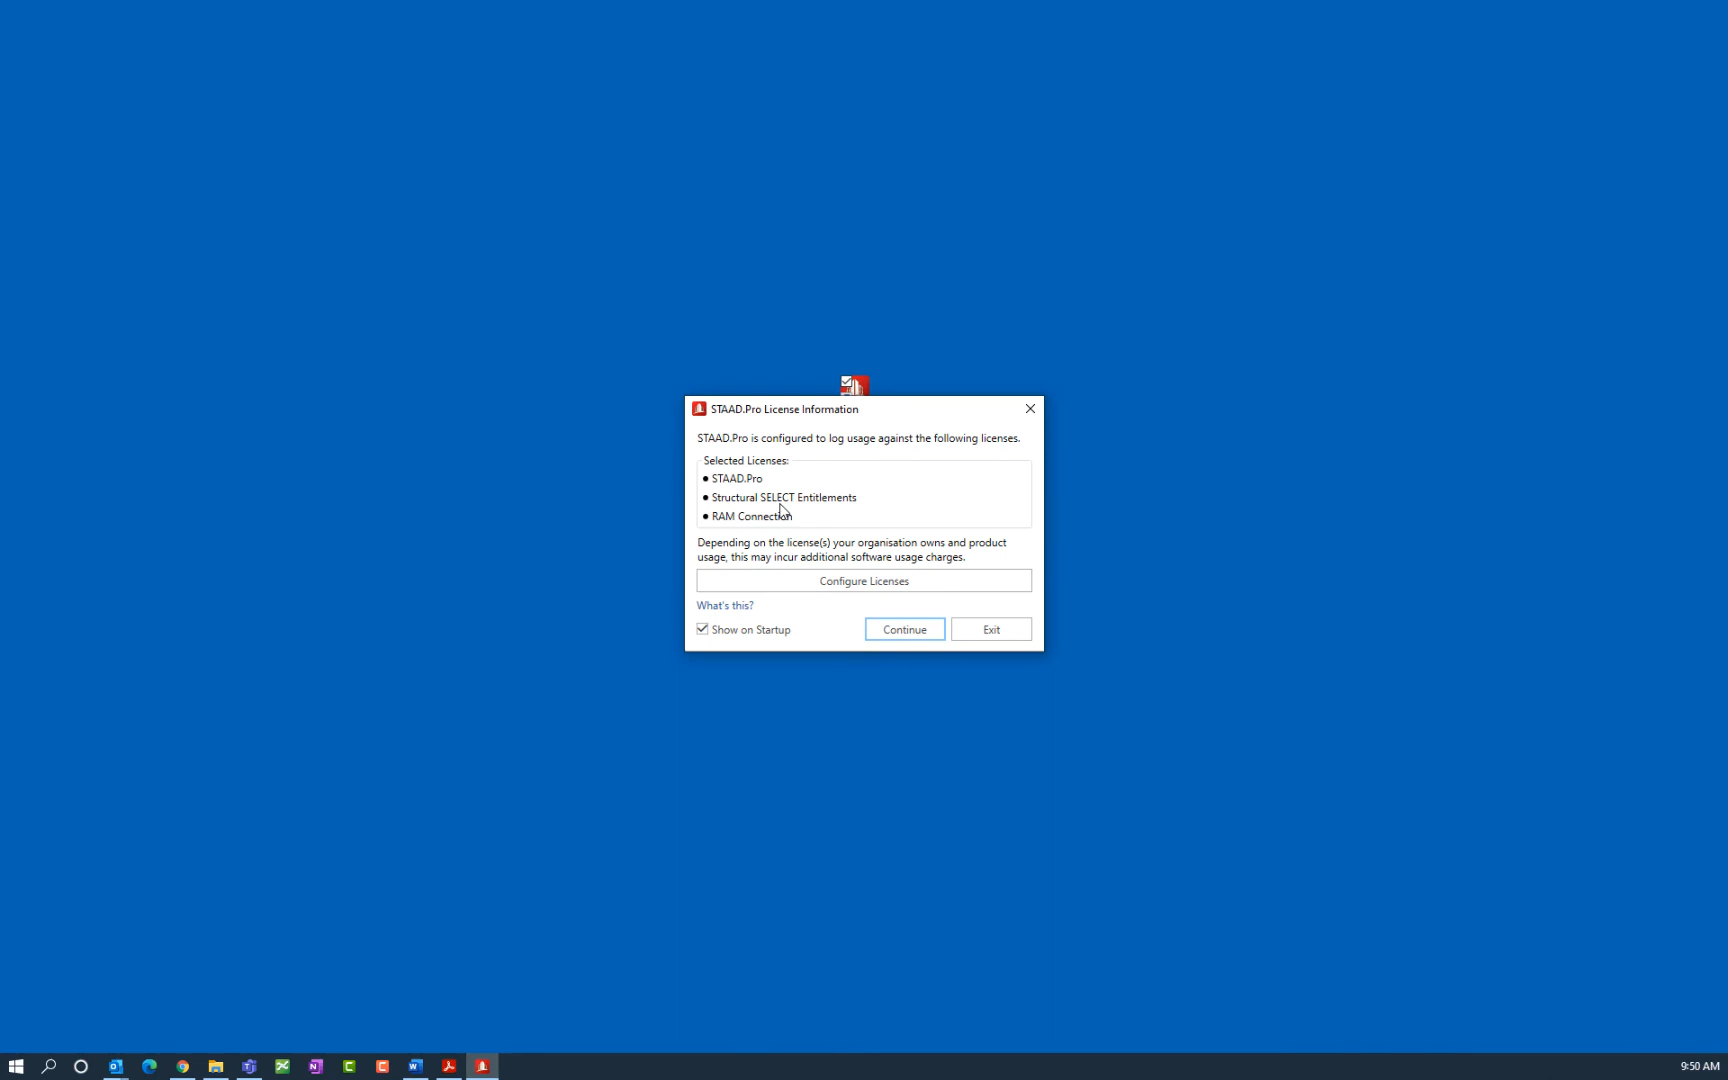 STAAD.Pro License Information
STAAD.Pro is configured to log usage against the following licenses.
Selected Licenses:
● STAAD.Pro
● Structural SELECT Entitlements
● RAM Connection
Depending on the license(s) your organisation owns and product
usage, this may incur additional software usage charges.
Configure Licenses
What's this?
Show on Startup
Continue
Exit
9:50 AM